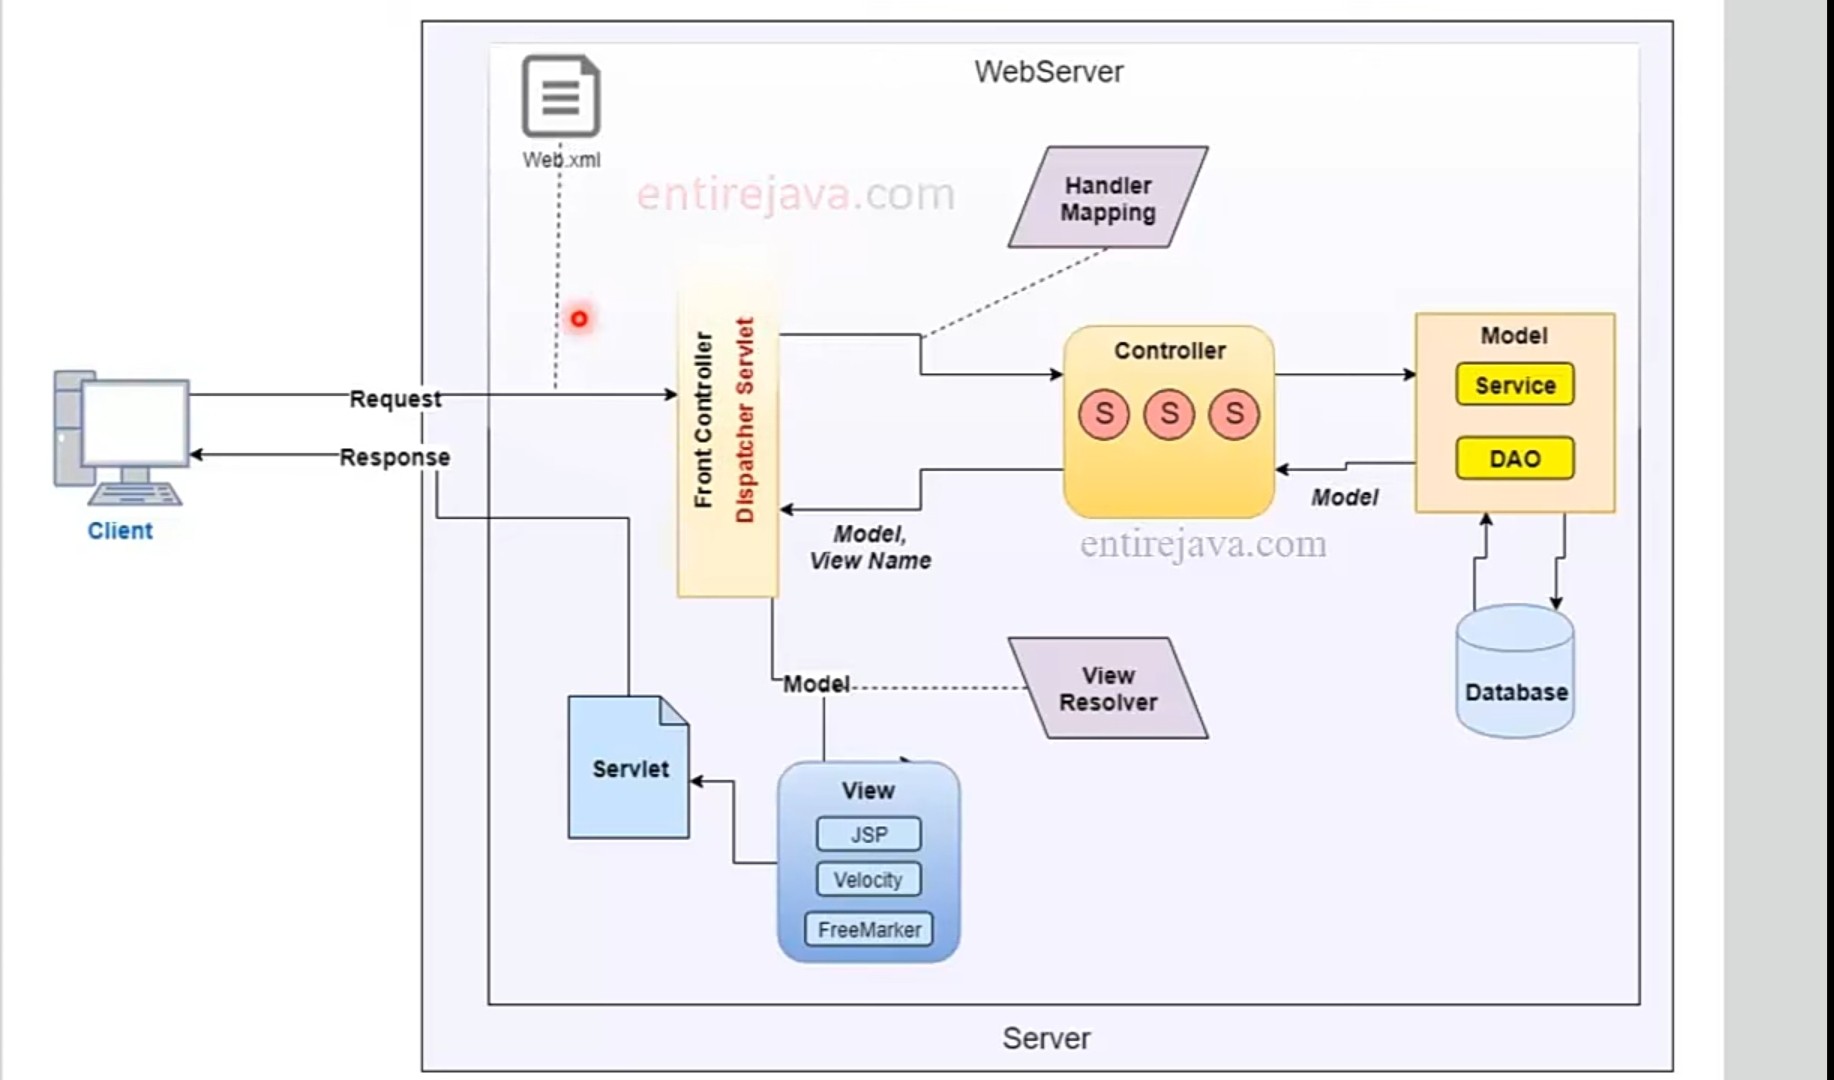 WebServer
Web.xml
entirejava.com
Handler
Mapping
Front Controller
Dispatcher Servlet
Controller
S S S
Model
Service
DAO
Request
Response
Client
Model
Model,
View Name
entirejava.com
Model
View
Resolver
Database
Servlet
View
JSP
Velocity
FreeMarker
Server